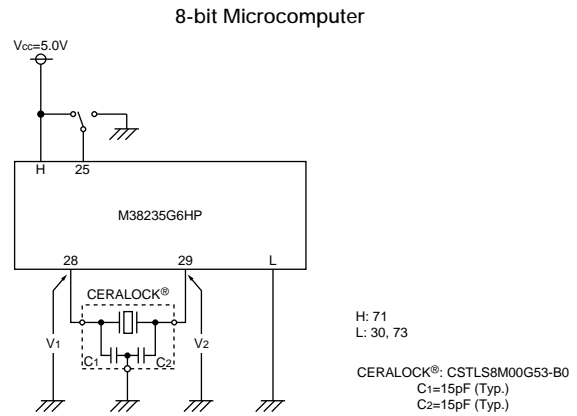 8-bit Microcomputer
Vcc=5.0V
H 25
M38235G6HP
28 29 L
CERALOCK®
V1 C1 C2 V2
H: 71
L: 30, 73
CERALOCK®: CSTLS8M00G53-B0
C1=15pF (Typ.)
C2=15pF (Typ.)